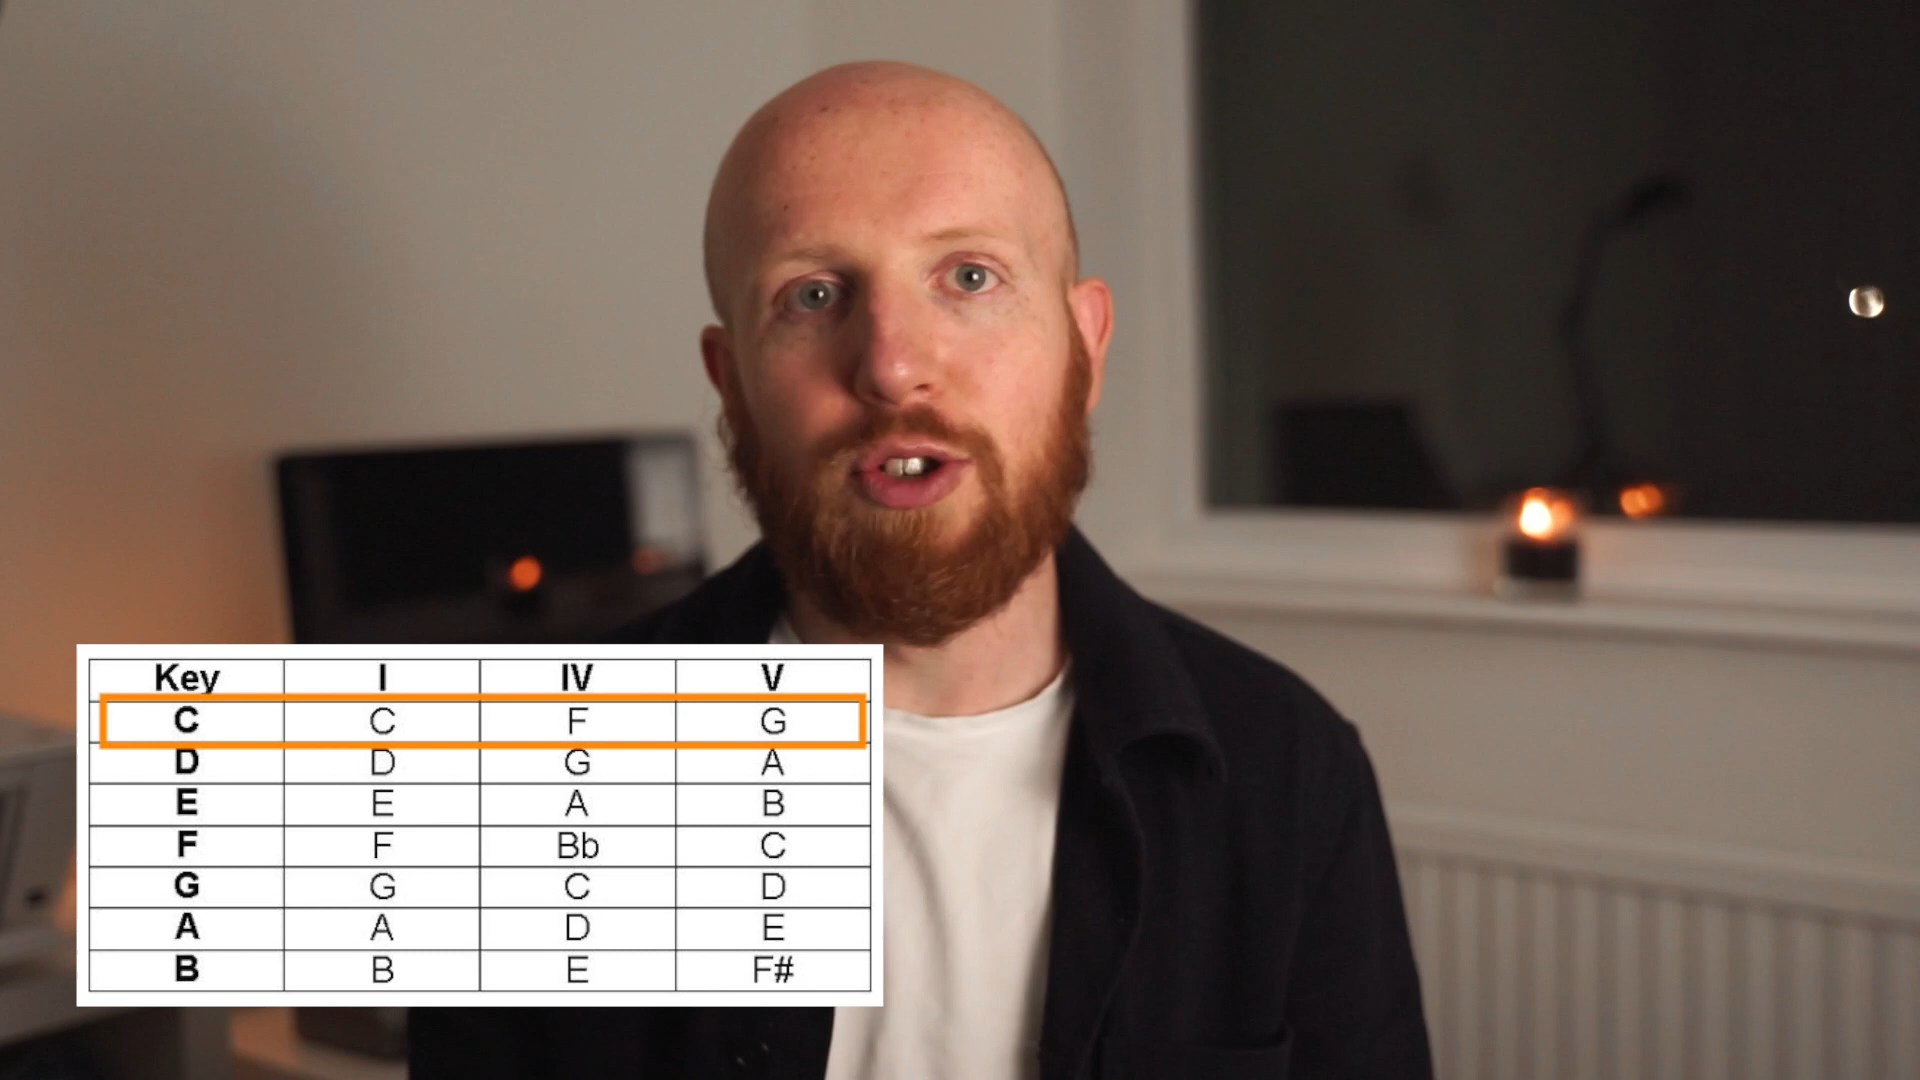 Key I IV V
C C F G
D D G A
E E A B
F F Bb C
G G C D
A A D E
B B E F#